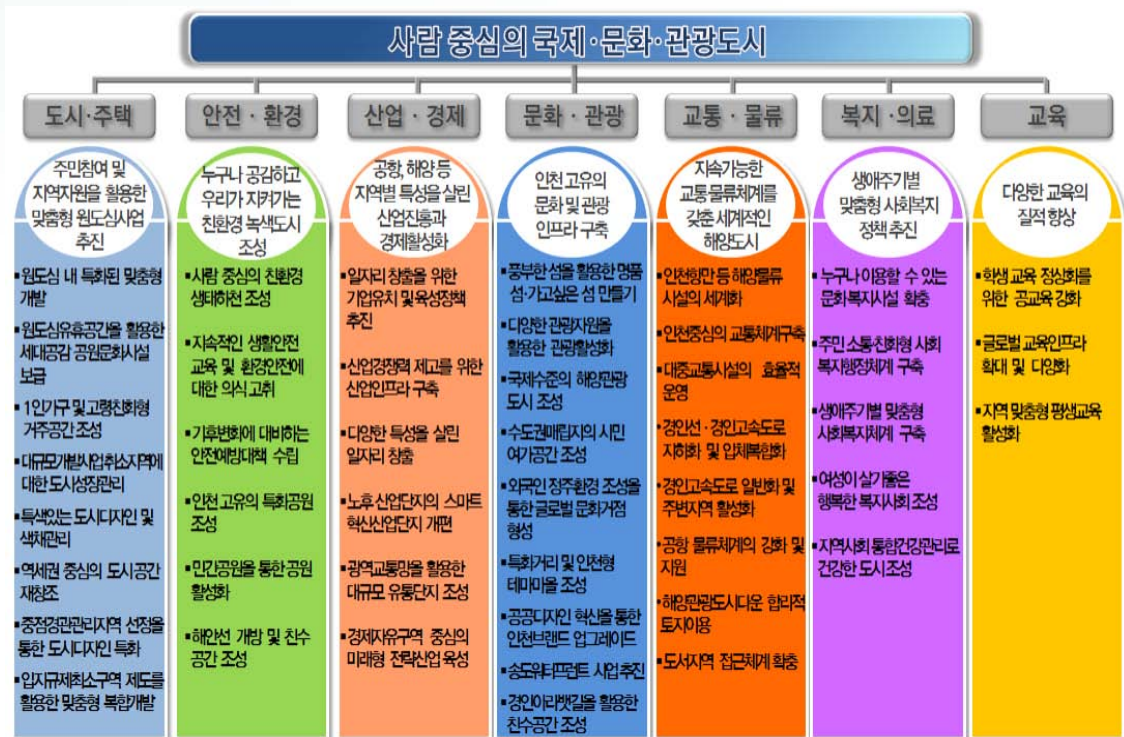 사람 중심의 국제·문화·관광도시
도시·주택
주민참여 및
지역자원을 활용한
맞춤형 원도심사업
추진
▪원도심 내 특화된 맞춤형
개발
▪원도심유휴공간을 활용한
세대공감 공원문화시설
보급
▪1인가구 및 고령친화형
거주공간 조성
▪대규모개발사업취소지역에
대한 도시성장관리
▪특색있는 도시디자인 및
색채관리
▪역세권 중심의 도시공간
재창조
▪중점경관관리지역 선정을
통한 도시디자인 특화
▪입지규제최소구역 제도를
활용한 맞춤형 복합개발
안전·환경
누구나 공감하고
우리가 지켜가는
친환경 녹색도시
조성
▪사람 중심의 친환경
생태하천 조성
▪지속적인 생활안전
교육 및 환경안전에
대한 의식 고취
▪기후변화에 대비하는
안전예방대책 수립
▪인천 고유의 특화공원
조성
▪민간공원을 통한 공원
활성화
▪해안선 개방 및 친수
공간 조성
산업·경제
공항, 해양 등
지역별 특성을 살린
산업진흥과
경제활성화
▪일자리 창출을 위한
기업유치 및 육성정책
추진
▪산업경쟁력 제고를 위한
산업인프라 구축
▪다양한 특성을 살린
일자리 창출
▪노후 산업단지의 스마트
혁신산업단지 개편
▪광역교통망을 활용한
대규모 유통단지 조성
▪경제자유구역 중심의
미래형 전략산업 육성
문화·관광
인천 고유의
문화 및 관광
인프라 구축
▪풍부한 섬을 활용한 명품
섬·가고싶은 섬 만들기
▪다양한 관광자원을
활용한 관광활성화
▪국제수준의 해양관광
도시 조성
▪수도권매립지의 시민
여가공간 조성
▪외국인 정주환경 조성을
통한 글로벌 문화거점
형성
▪특화거리 및 인천형
테마마을 조성
▪공공디자인 혁신을 통한
인천브랜드 업그레이드
▪송도워터프런트 사업 추진
▪경인아라뱃길을 활용한
친수공간 조성
교통·물류
지속가능한
교통·물류체계를
갖춘 세계적인
해양도시
▪인천항만 등 해양물류
시설의 세계화
▪인천중심의 교통체계구축
▪대중교통시설의 효율적
운영
▪경인선·경인고속도로
지하화 및 입체복합화
▪경인고속도로 일반화 및
주변지역 활성화
▪공항 물류체계의 강화 및
지원
▪해양관광도시다운 합리적
토지이용
▪도서지역 접근체계 확충
복지·의료
생애주기별
맞춤형 사회복지
정책 추진
▪누구나 이용할 수 있는
문화·복지시설 확충
▪주민 소통·친화형 사회
복지행정체계 구축
▪생애주기별 맞춤형
사회복지체계 구축
▪여성이 살기좋은
행복한 복지사회 조성
▪지역사회 통합건강관리로
건강한 도시조성
교육
다양한 교육의
질적 향상
▪학생 교육 정상화를
위한 공교육 강화
▪글로벌 교육인프라
확대 및 다양화
▪지역 맞춤형 평생교육
활성화